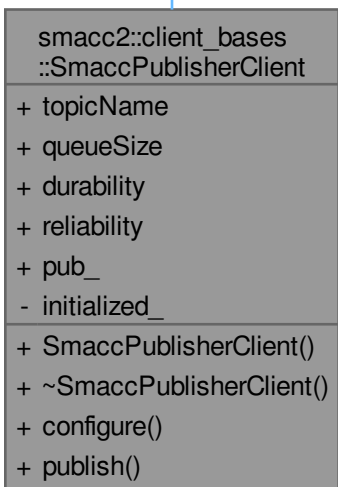 smacc2::client_bases
::SmaccPublisherClient
+ topicName
+ queueSize
+ durability
+ reliability
+ pub_
- initialized_
+ SmaccPublisherClient()
+ ~SmaccPublisherClient()
+ configure()
+ publish()